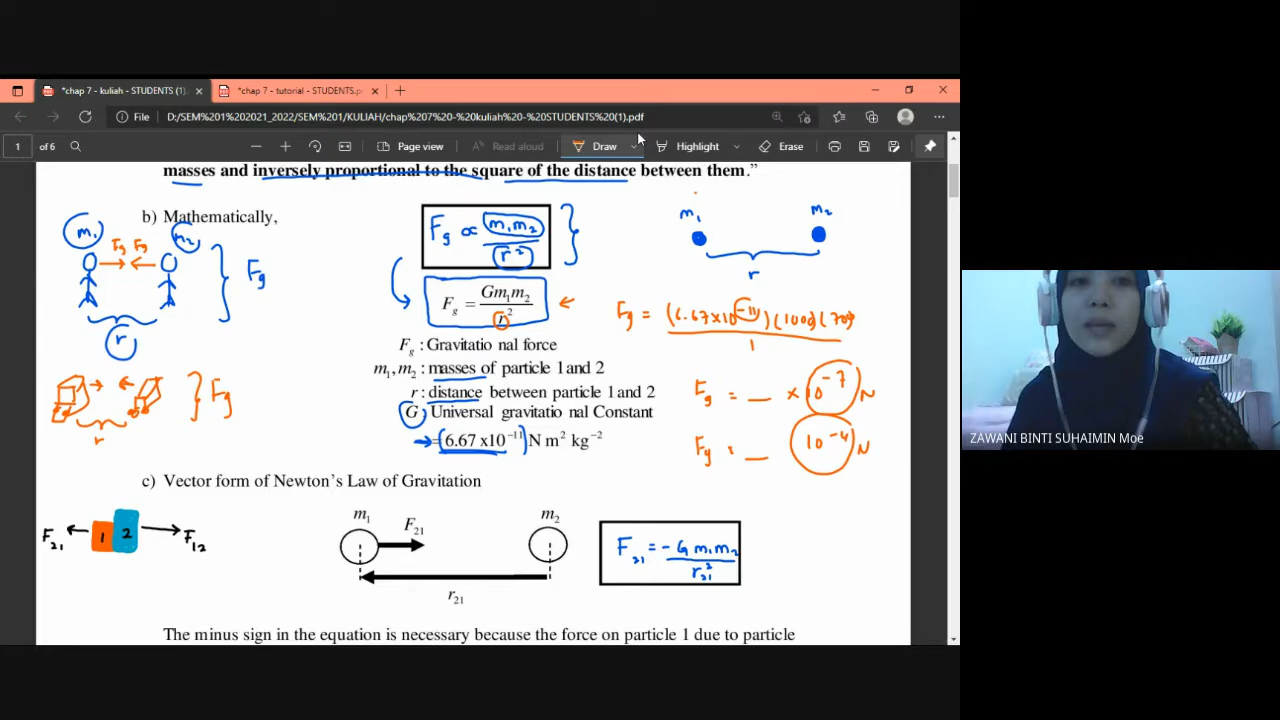 *chap 7 - kuliah - STUDENTS (1).
*chap 7 - tutorial - STUDENTS.p
File D:/SEM%201%202021_2022/SEM%201/KULIAH/chap%207%20-%20kuliah%20-%20STUDENTS%20(1).pdf
1 of 6 Page view Read aloud Draw Highlight Erase
masses and inversely proportional to the square of the distance between them."
b) Mathematically,
m₁ m₂
Fg Fg
Fg
r
r
Fg
Fg ∝ m₁m₂ / r²
F_g = Gm₁m₂ / r²
F_g : Gravitatio nal force
m₁, m₂ : masses of particle 1 and 2
r : distance between particle 1 and 2
G : Universal gravitatio nal Constant
= 6.67 x10⁻¹¹ N m² kg⁻²
m₁ m₂
r
Fg = (6.67×10⁻¹¹)(100)(70) / 1
Fg = __ × 10⁻⁷ N
Fg = __ 10⁻⁴ N
c) Vector form of Newton's Law of Gravitation
F₂₁ 1 2 F₁₂
m₁ F₂₁ m₂
r₂₁
F₂₁ = - G m₁m₂ / r₂₁²
The minus sign in the equation is necessary because the force on particle 1 due to particle
ZAWANI BINTI SUHAIMIN Moe